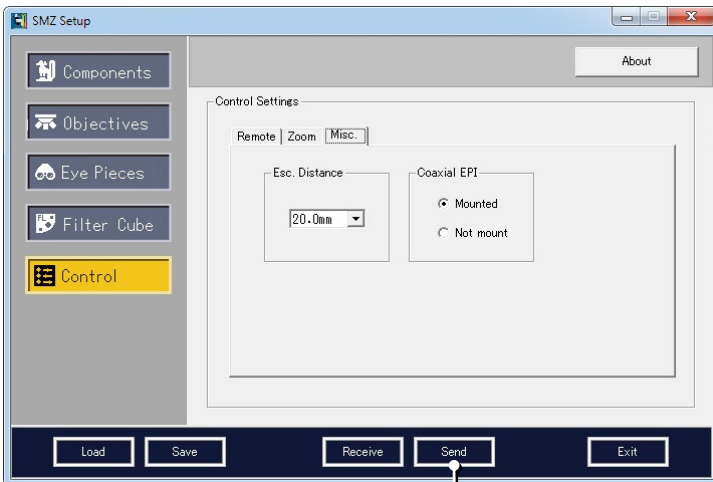 SMZ Setup
About
Components
Objectives
Eye Pieces
FL
Filter Cube
Control
Control Settings
Remote Zoom Misc.
Esc. Distance
20.0mm
Coaxial EPI
Mounted
Not mount
Load Save Receive Send Exit